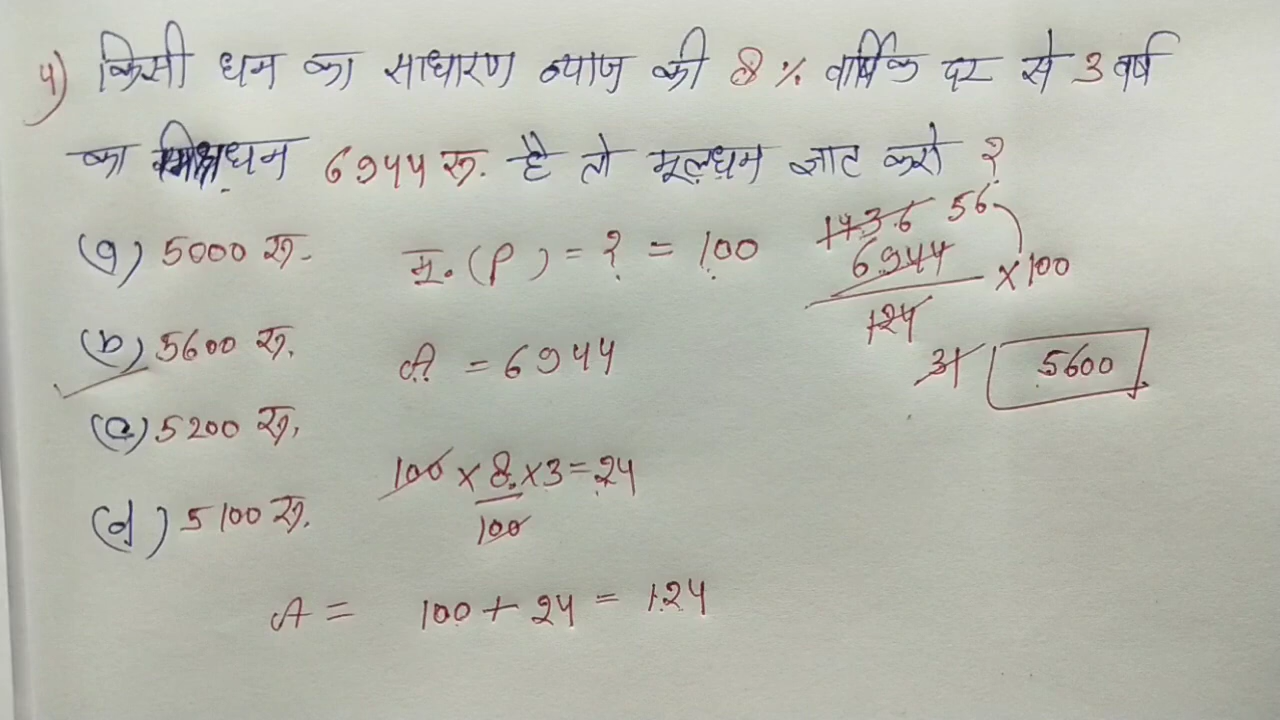 4) किसी धन का साधारण ब्याज की 8 % वार्षिक दर से 3 वर्ष
का मिश्रधन 6944 रु. है तो मूलधन ज्ञात करो ?
(a) 5000 रु.
(b) 5600 रु.
(c) 5200 रु.
(d) 5100 रु.
मू. (P) = ? = 100
A = 6944
100 × 8 × 3 = 24
100
A = 100 + 24 = 124
1736 56
6944 × 100
124
31 5600